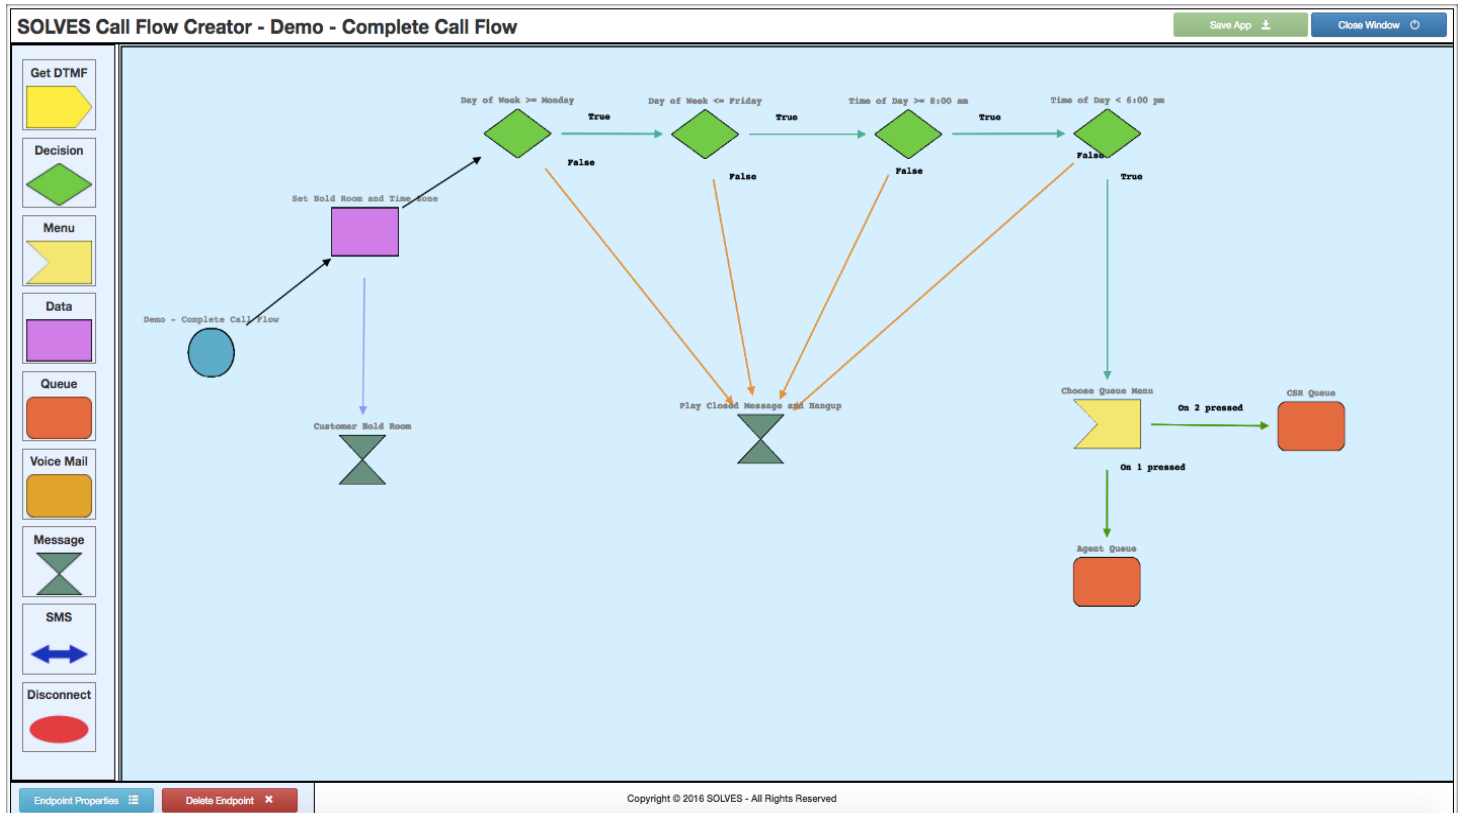 SOLVES Call Flow Creator - Demo - Complete Call Flow
Save App
Close Window
Get DTMF
Decision
Menu
Data
Queue
Voice Mail
Message
SMS
Disconnect
Day of Week >= Monday
Day of Week <= Friday
Time of Day >= 8:00 am
Time of Day < 6:00 pm
True
True
True
False
False
False
False
True
Set Hold Room and Time Zone
Demo - Complete Call Flow
Customer Hold Room
Play Closed Message and Hangup
Choose Queue Menu
On 2 pressed
CSR Queue
On 1 pressed
Agent Queue
Endpoint Properties
Delete Endpoint
Copyright © 2016 SOLVES - All Rights Reserved